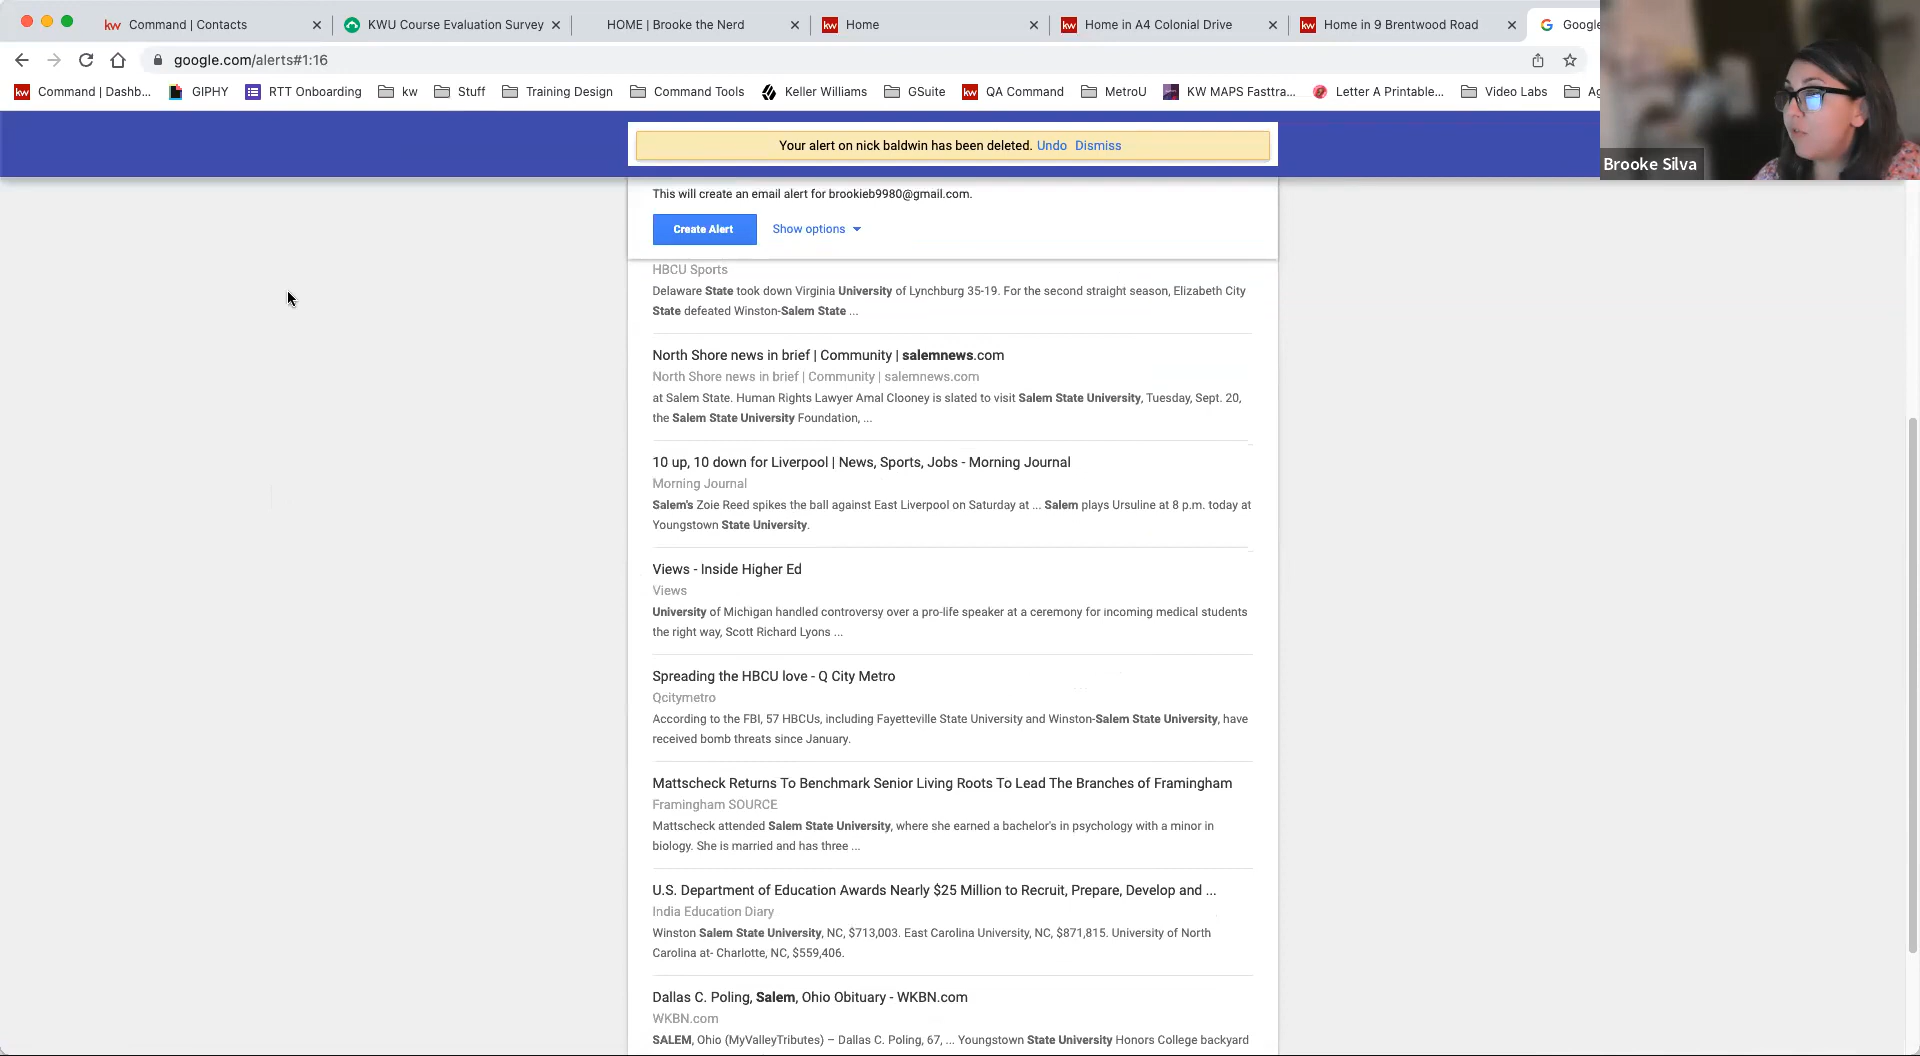 Command | Contacts
KWU Course Evaluation Survey
HOME | Brooke the Nerd
kw Home
Home in A4 Colonial Drive
Home in 9 Brentwood Road
Google
google.com/alerts#1:16
Command | Dashb...
GIPHY
RTT Onboarding
kw
Stuff
Training Design
Command Tools
Keller Williams
GSuite
QA Command
MetroU
KW MAPS Fasttra...
Letter A Printable...
Video Labs
Brooke Silva
Your alert on nick baldwin has been deleted. Undo Dismiss
This will create an email alert for brookieb9980@gmail.com.
Create Alert Show options
HBCU Sports
Delaware State took down Virginia University of Lynchburg 35-19. For the second straight season, Elizabeth City
State defeated Winston-Salem State ...
North Shore news in brief | Community | salemnews.com
North Shore news in brief | Community | salemnews.com
at Salem State. Human Rights Lawyer Amal Clooney is slated to visit Salem State University, Tuesday, Sept. 20,
the Salem State University Foundation, ...
10 up, 10 down for Liverpool | News, Sports, Jobs - Morning Journal
Morning Journal
Salem's Zoie Reed spikes the ball against East Liverpool on Saturday at ... Salem plays Ursuline at 8 p.m. today at
Youngstown State University.
Views - Inside Higher Ed
Views
University of Michigan handled controversy over a pro-life speaker at a ceremony for incoming medical students
the right way, Scott Richard Lyons ...
Spreading the HBCU love - Q City Metro
Qcitymetro
According to the FBI, 57 HBCUs, including Fayetteville State University and Winston-Salem State University, have
received bomb threats since January.
Mattscheck Returns To Benchmark Senior Living Roots To Lead The Branches of Framingham
Framingham SOURCE
Mattscheck attended Salem State University, where she earned a bachelor's in psychology with a minor in
biology. She is married and has three ...
U.S. Department of Education Awards Nearly $25 Million to Recruit, Prepare, Develop and ...
India Education Diary
Winston Salem State University, NC, $713,003. East Carolina University, NC, $871,815. University of North
Carolina at- Charlotte, NC, $559,406.
Dallas C. Poling, Salem, Ohio Obituary - WKBN.com
WKBN.com
SALEM, Ohio (MyValleyTributes) – Dallas C. Poling, 67, ... Youngstown State University Honors College backyard